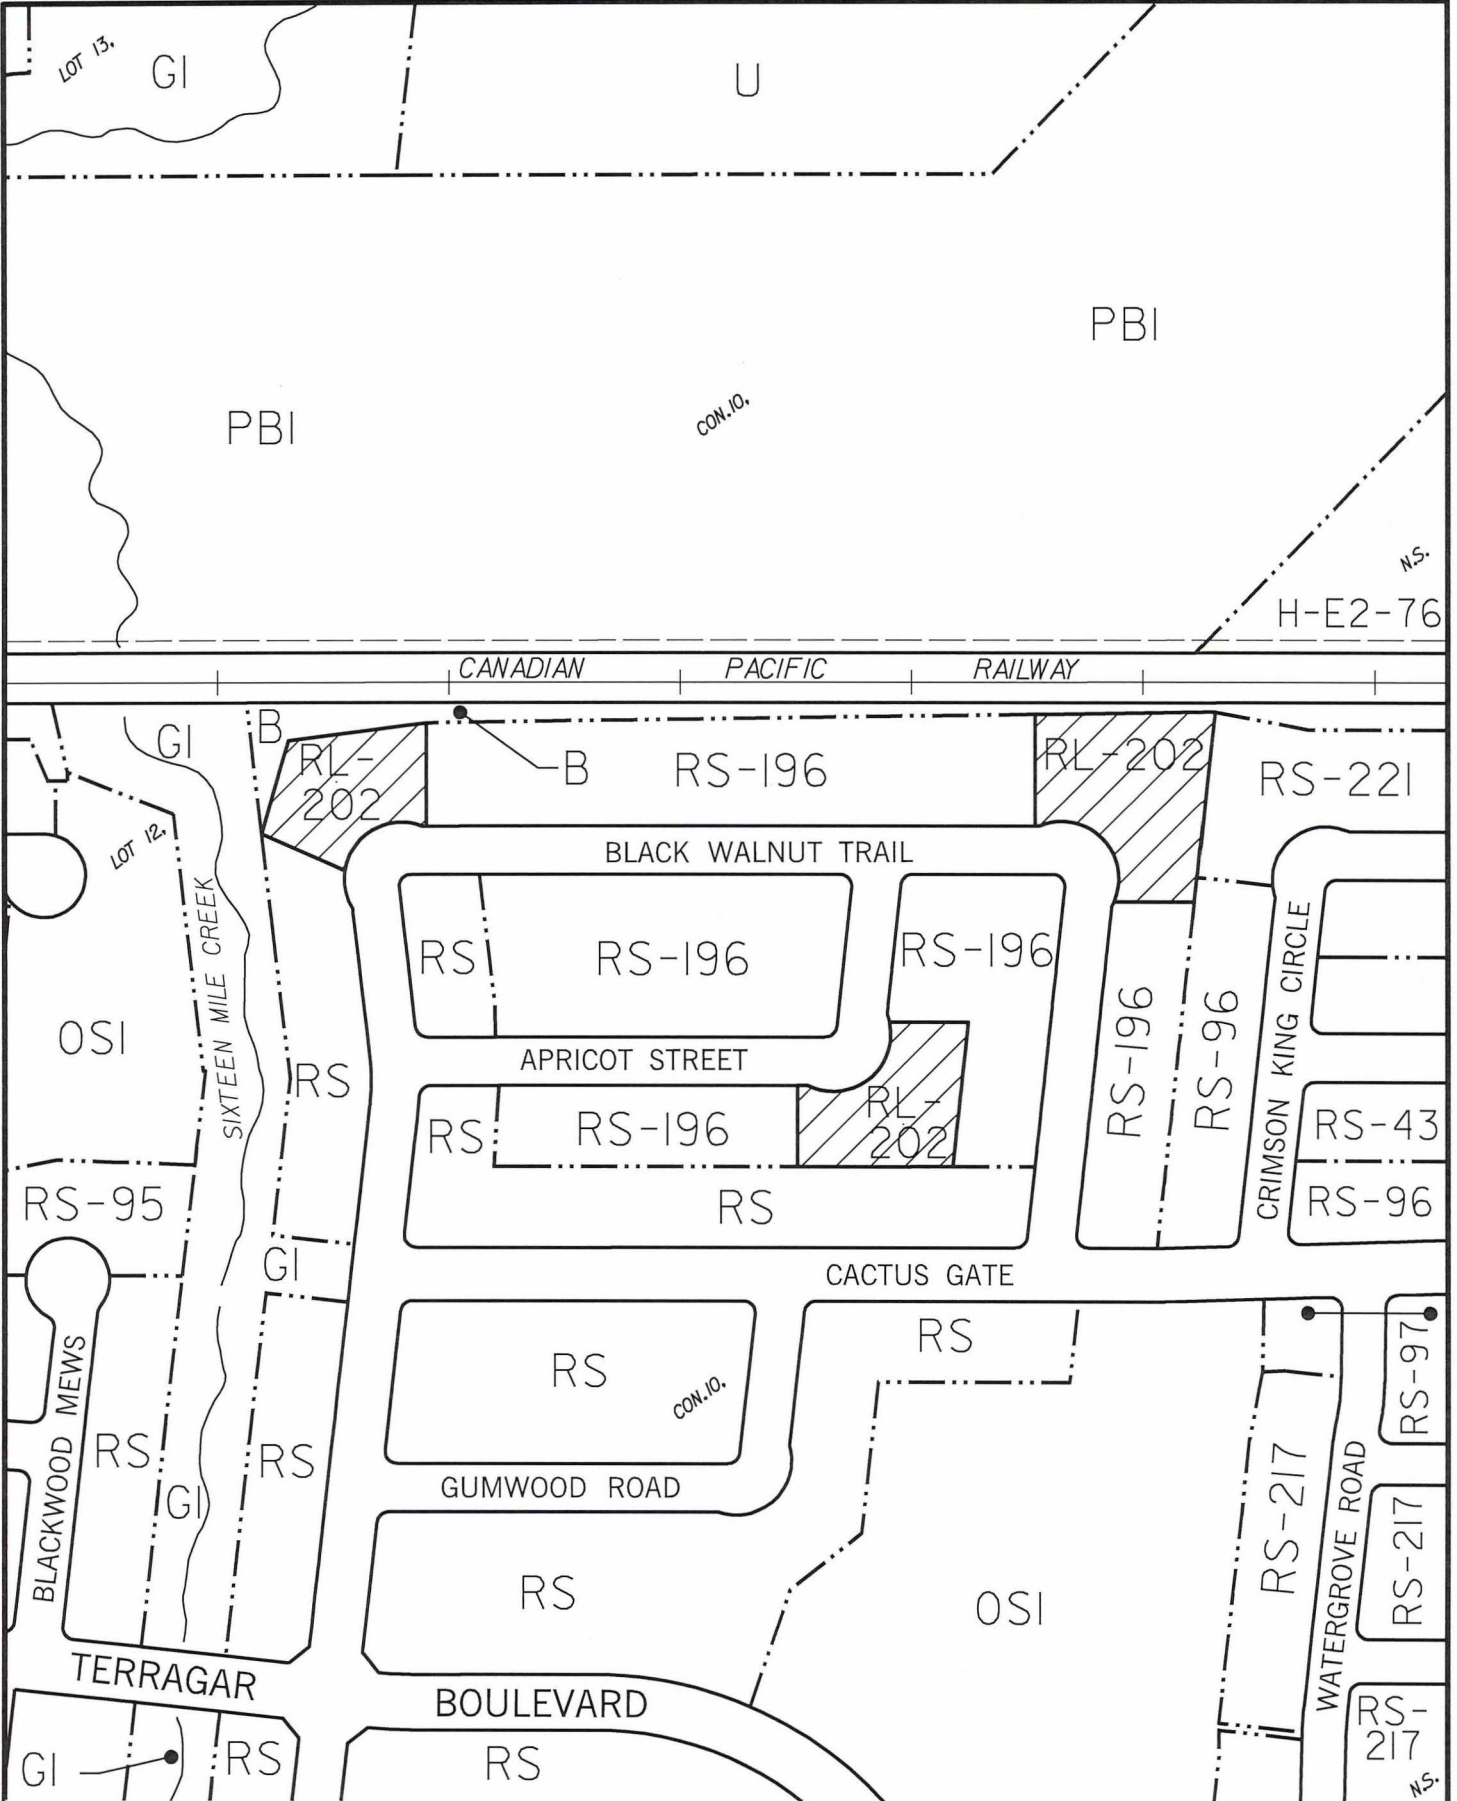 LOT 13,
GI
U
PBI
PBI
CON.10,
N.S.
H-E2-76
CANADIAN PACIFIC RAILWAY
GI
B
RL-
202
B
RS-196
RL-202
RS-221
LOT 12,
BLACK WALNUT TRAIL
SIXTEEN MILE CREEK
RS
RS-196
RS-196
CRIMSON KING CIRCLE
OSI
RS
APRICOT STREET
RS-196
RS-96
RS
RS-196
RL-
202
RS-43
RS-95
RS
RS-96
GI
CACTUS GATE
RS
RS
RS-97
CON.10,
BLACKWOOD MEWS
RS
RS
GI
GUMWOOD ROAD
RS-217
WATERGROVE ROAD
RS-217
RS
OSI
TERRAGAR BOULEVARD
RS-
217
GI
RS
RS
N.S.